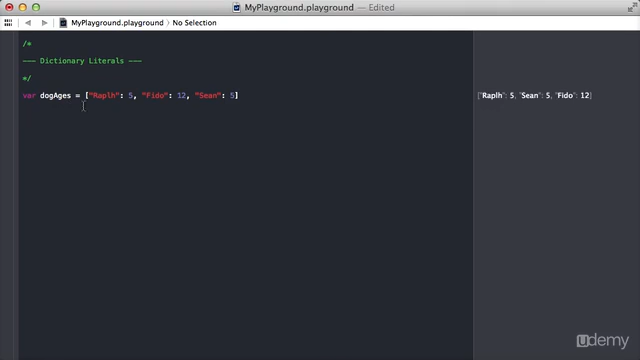 MyPlayground.playground — Edited
MyPlayground.playground › No Selection
/*
--- Dictionary Literals ---
*/
var dogAges = ["Raplh": 5, "Fido": 12, "Sean": 5]
["Raplh": 5, "Sean": 5, "Fido": 12]
udemy